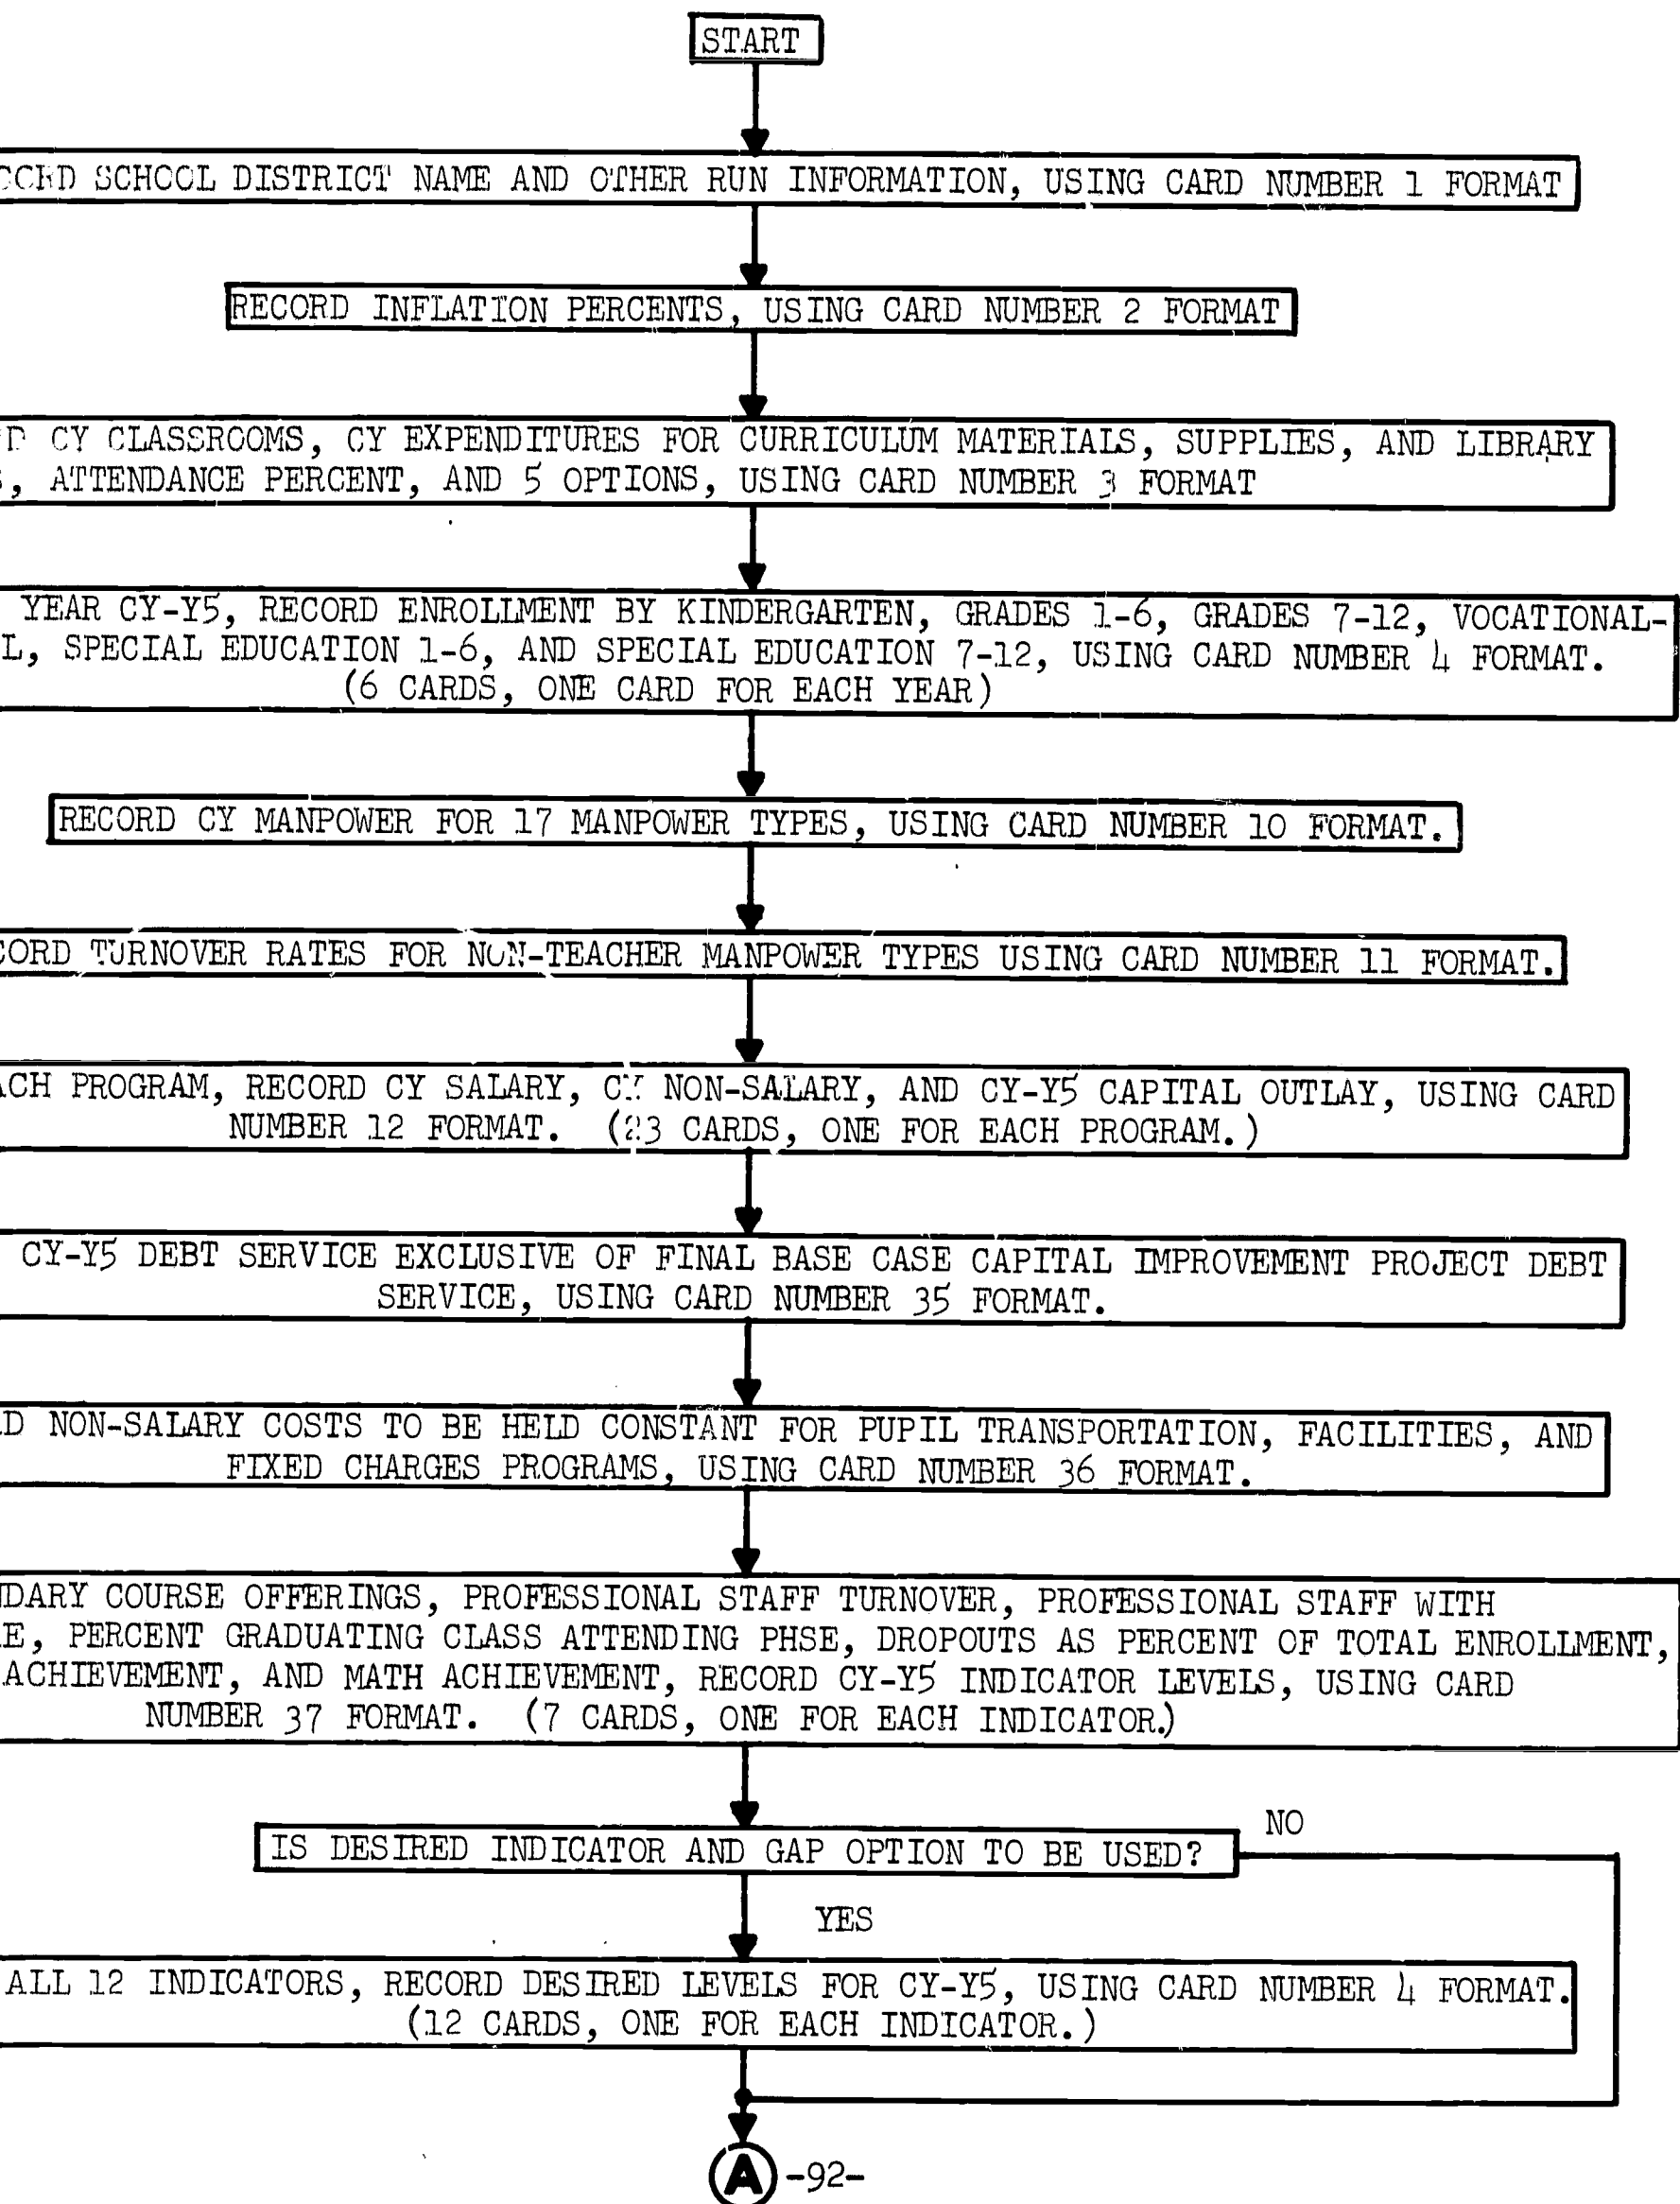 START
SCHOOL DISTRICT NAME AND OTHER RUN INFORMATION, USING CARD NUMBER 1 FORMAT
RECORD INFLATION PERCENTS, USING CARD NUMBER 2 FORMAT
CY CLASSROOMS, CY EXPENDITURES FOR CURRICULUM MATERIALS, SUPPLIES, AND LIBRARY
, ATTENDANCE PERCENT, AND 5 OPTIONS, USING CARD NUMBER 3 FORMAT
YEAR CY-Y5, RECORD ENROLLMENT BY KINDERGARTEN, GRADES 1-6, GRADES 7-12, VOCATIONAL-
L, SPECIAL EDUCATION 1-6, AND SPECIAL EDUCATION 7-12, USING CARD NUMBER 4 FORMAT.
(6 CARDS, ONE CARD FOR EACH YEAR)
RECORD CY MANPOWER FOR 17 MANPOWER TYPES, USING CARD NUMBER 10 FORMAT.
CORD TURNOVER RATES FOR NON-TEACHER MANPOWER TYPES USING CARD NUMBER 11 FORMAT.
ACH PROGRAM, RECORD CY SALARY, CY NON-SALARY, AND CY-Y5 CAPITAL OUTLAY, USING CARD
NUMBER 12 FORMAT. (23 CARDS, ONE FOR EACH PROGRAM.)
CY-Y5 DEBT SERVICE EXCLUSIVE OF FINAL BASE CASE CAPITAL IMPROVEMENT PROJECT DEBT
SERVICE, USING CARD NUMBER 35 FORMAT.
D NON-SALARY COSTS TO BE HELD CONSTANT FOR PUPIL TRANSPORTATION, FACILITIES, AND
FIXED CHARGES PROGRAMS, USING CARD NUMBER 36 FORMAT.
NDARY COURSE OFFERINGS, PROFESSIONAL STAFF TURNOVER, PROFESSIONAL STAFF WITH
E, PERCENT GRADUATING CLASS ATTENDING PHSE, DROPOUTS AS PERCENT OF TOTAL ENROLLMENT,
ACHIEVEMENT, AND MATH ACHIEVEMENT, RECORD CY-Y5 INDICATOR LEVELS, USING CARD
NUMBER 37 FORMAT. (7 CARDS, ONE FOR EACH INDICATOR.)
NO
IS DESIRED INDICATOR AND GAP OPTION TO BE USED?
YES
ALL 12 INDICATORS, RECORD DESIRED LEVELS FOR CY-Y5, USING CARD NUMBER 4 FORMAT.
(12 CARDS, ONE FOR EACH INDICATOR.)
A -92-